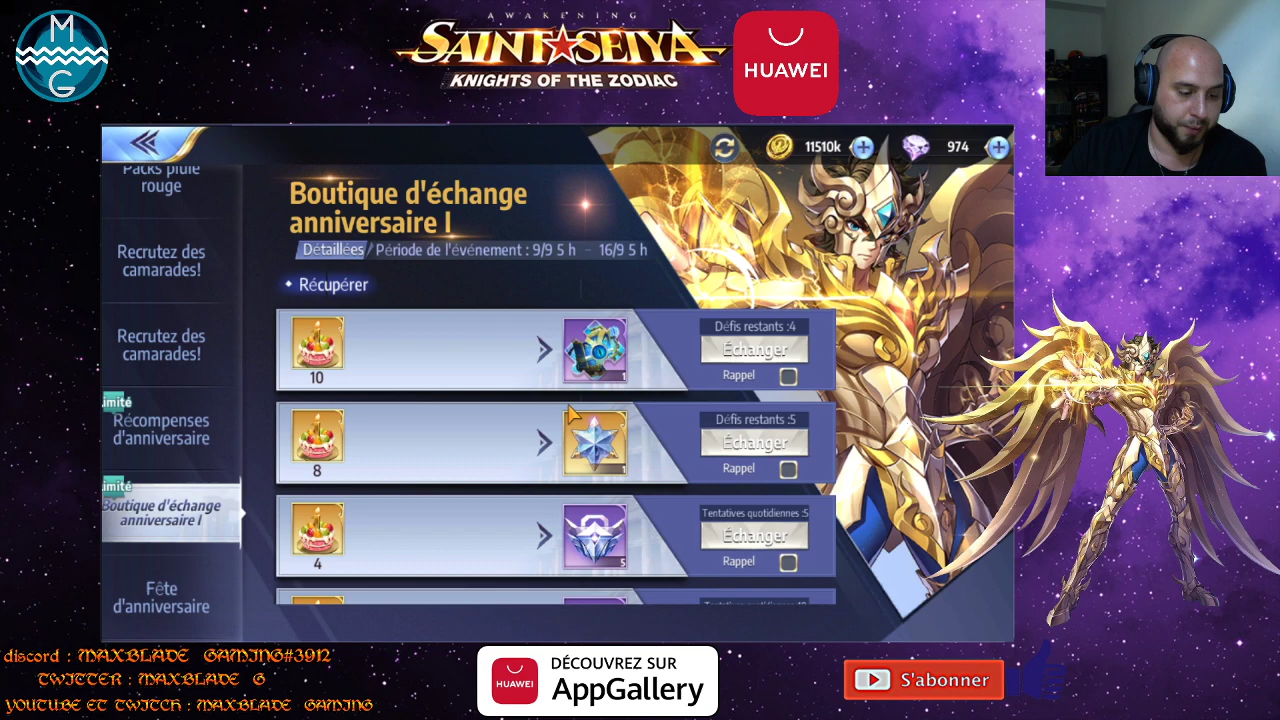 M
G
AWAKENING
SAINT SEIYA
KNIGHTS OF THE ZODIAC
HUAWEI
11510k
974
Packs pluie
rouge
Recrutez des
camarades!
Recrutez des
camarades!
imité
Récompenses
d'anniversaire
imité
Boutique d'échange
anniversaire I
Fête
d'anniversaire
Boutique d'échange
anniversaire I
Détaillées / Période de l'événement : 9/9 5 h - 16/9 5 h
Récupérer
10
1
Défis restants :4
Échanger
Rappel
8
1
Défis restants :5
Échanger
Rappel
4
5
Tentatives quotidiennes :5
Échanger
Rappel
discord : MAXBLADE GAMING#3912
TWITTER : MAXBLADE G
YOUTUBE ET TWITCH : MAXBLADE GAMING
HUAWEI
DÉCOUVREZ SUR
AppGallery
S'abonner